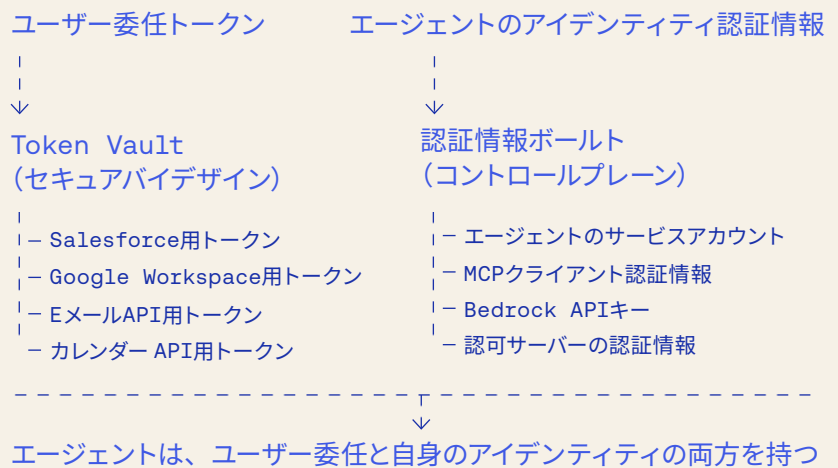 ユーザー委任トークン
エージェントのアイデンティティ認証情報
Token Vault
（セキュアバイデザイン）
認証情報ボールト
（コントロールプレーン）
Salesforce用トークン
Google Workspace用トークン
EメールAPI用トークン
カレンダー API用トークン
エージェントのサービスアカウント
MCPクライアント認証情報
Bedrock APIキー
認可サーバーの認証情報
エージェントは、ユーザー委任と自身のアイデンティティの両方を持つ